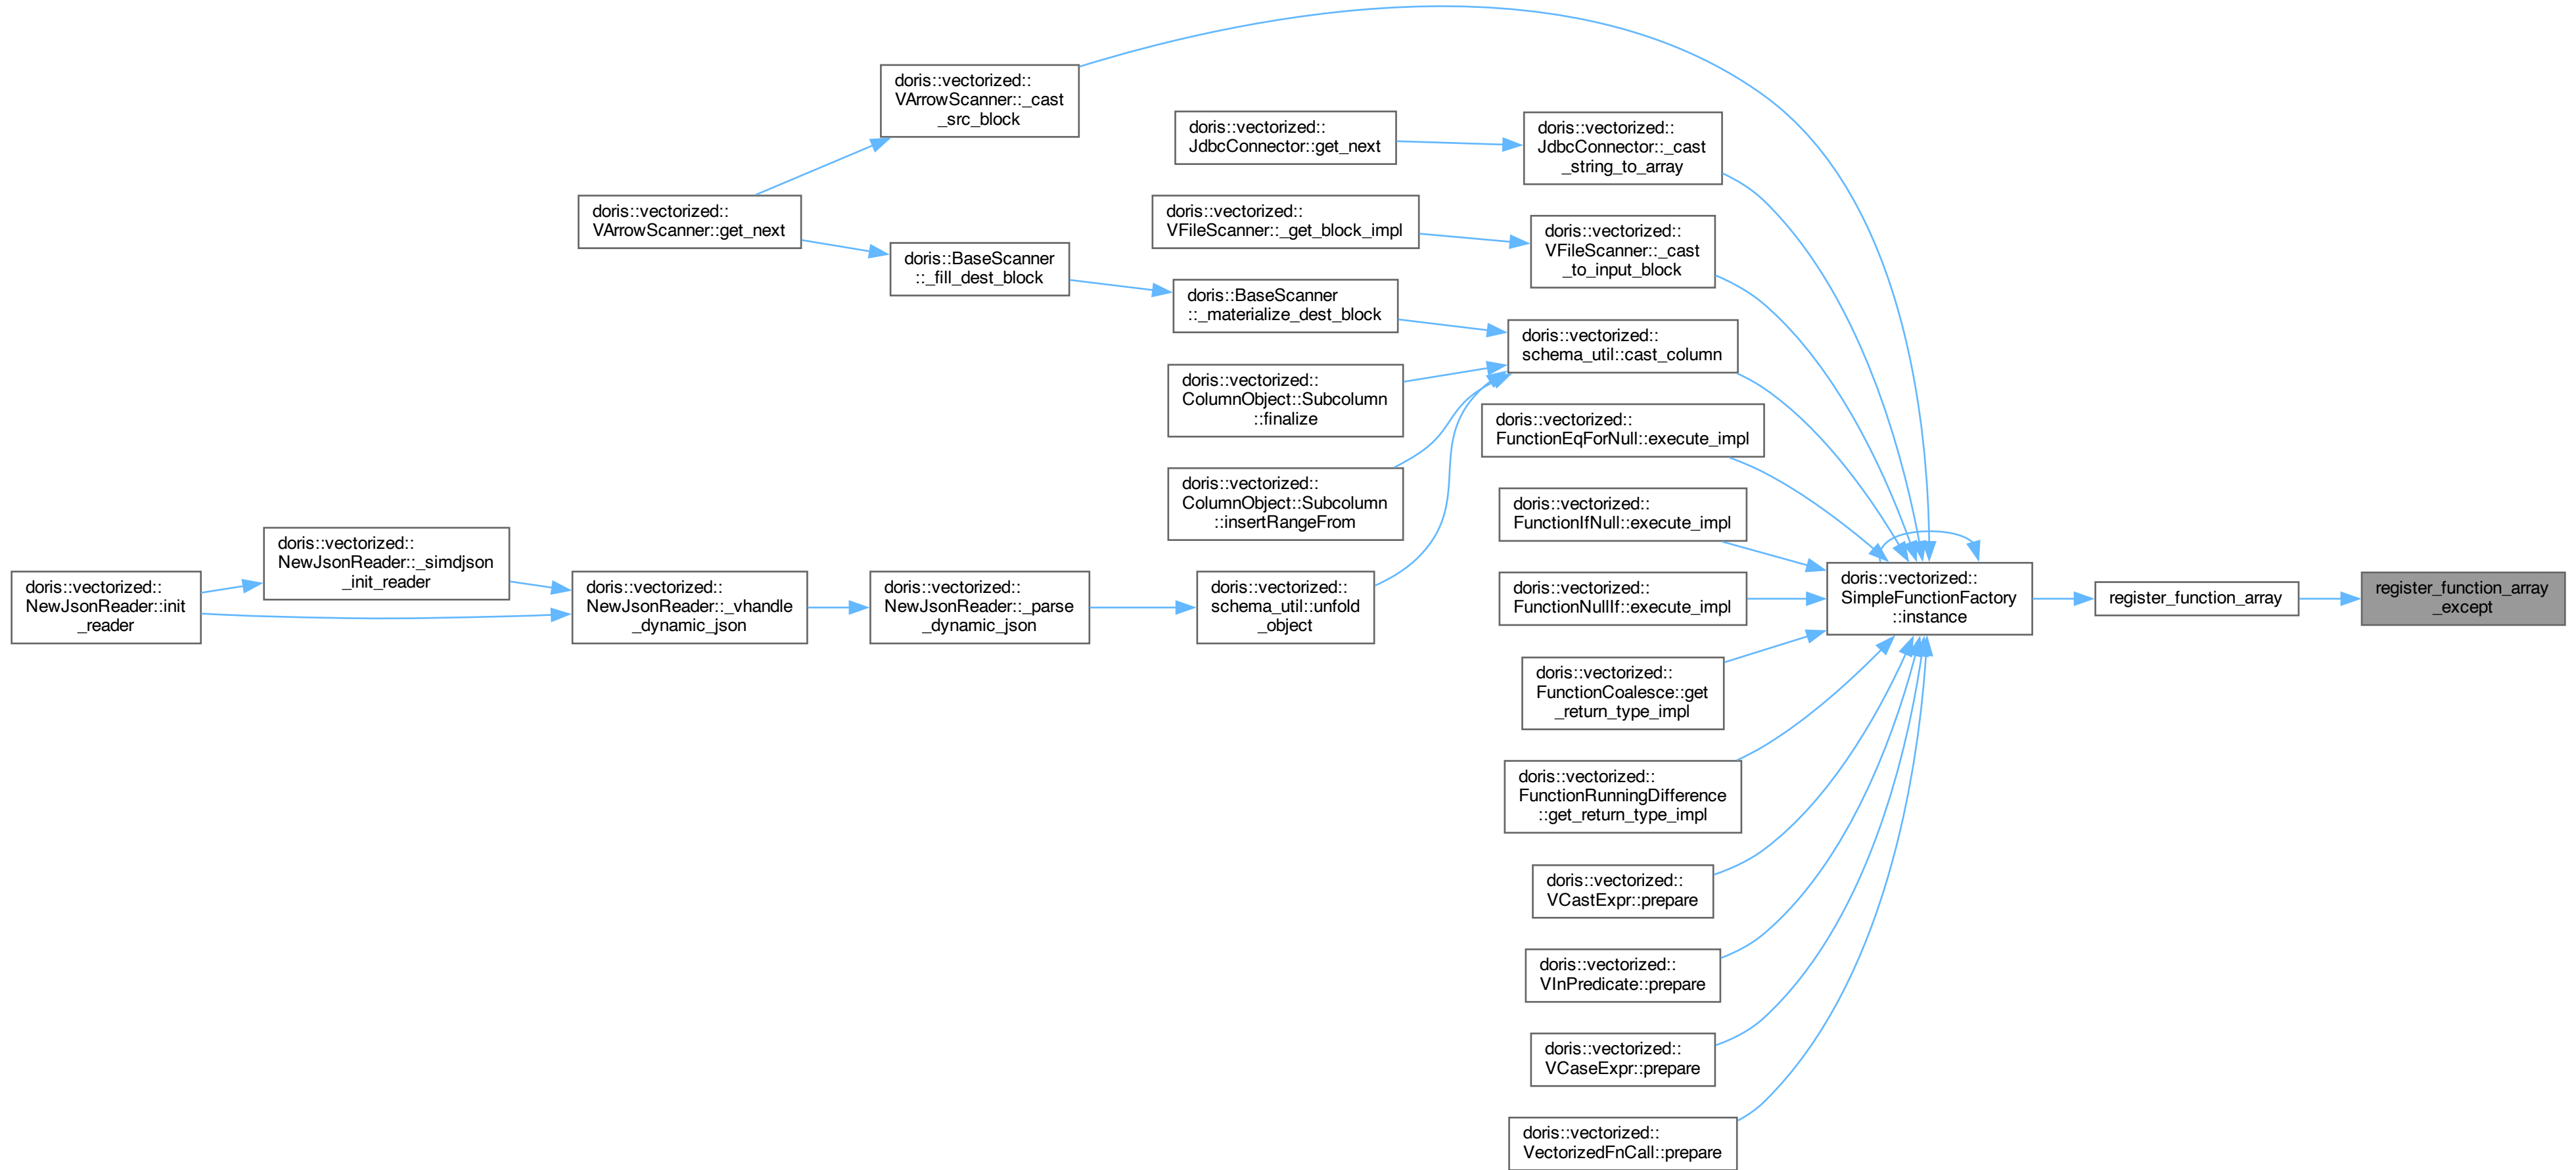 doris::vectorized::
VArrowScanner::_cast
_src_block
doris::vectorized::
JdbcConnector::get_next
doris::vectorized::
JdbcConnector::_cast
_string_to_array
doris::vectorized::
VArrowScanner::get_next
doris::vectorized::
VFileScanner::_get_block_impl
doris::vectorized::
VFileScanner::_cast
_to_input_block
doris::BaseScanner
::_fill_dest_block
doris::BaseScanner
::_materialize_dest_block
doris::vectorized::
schema_util::cast_column
doris::vectorized::
ColumnObject::Subcolumn
::finalize
doris::vectorized::
FunctionEqForNull::execute_impl
doris::vectorized::
ColumnObject::Subcolumn
::insertRangeFrom
doris::vectorized::
FunctionIfNull::execute_impl
doris::vectorized::
NewJsonReader::_simdjson
_init_reader
doris::vectorized::
NewJsonReader::init
_reader
doris::vectorized::
NewJsonReader::_vhandle
_dynamic_json
doris::vectorized::
NewJsonReader::_parse
_dynamic_json
doris::vectorized::
schema_util::unfold
_object
doris::vectorized::
FunctionNullIf::execute_impl
doris::vectorized::
SimpleFunctionFactory
::instance
register_function_array
register_function_array
_except
doris::vectorized::
FunctionCoalesce::get
_return_type_impl
doris::vectorized::
FunctionRunningDifference
::get_return_type_impl
doris::vectorized::
VCastExpr::prepare
doris::vectorized::
VInPredicate::prepare
doris::vectorized::
VCaseExpr::prepare
doris::vectorized::
VectorizedFnCall::prepare